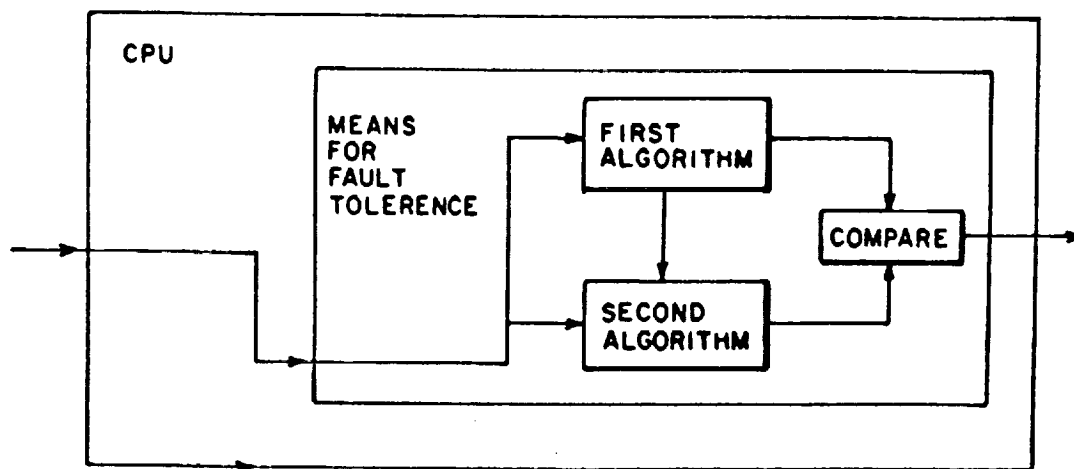 CPU
MEANS
FOR
FAULT
TOLERENCE
FIRST
ALGORITHM
COMPARE
SECOND
ALGORITHM